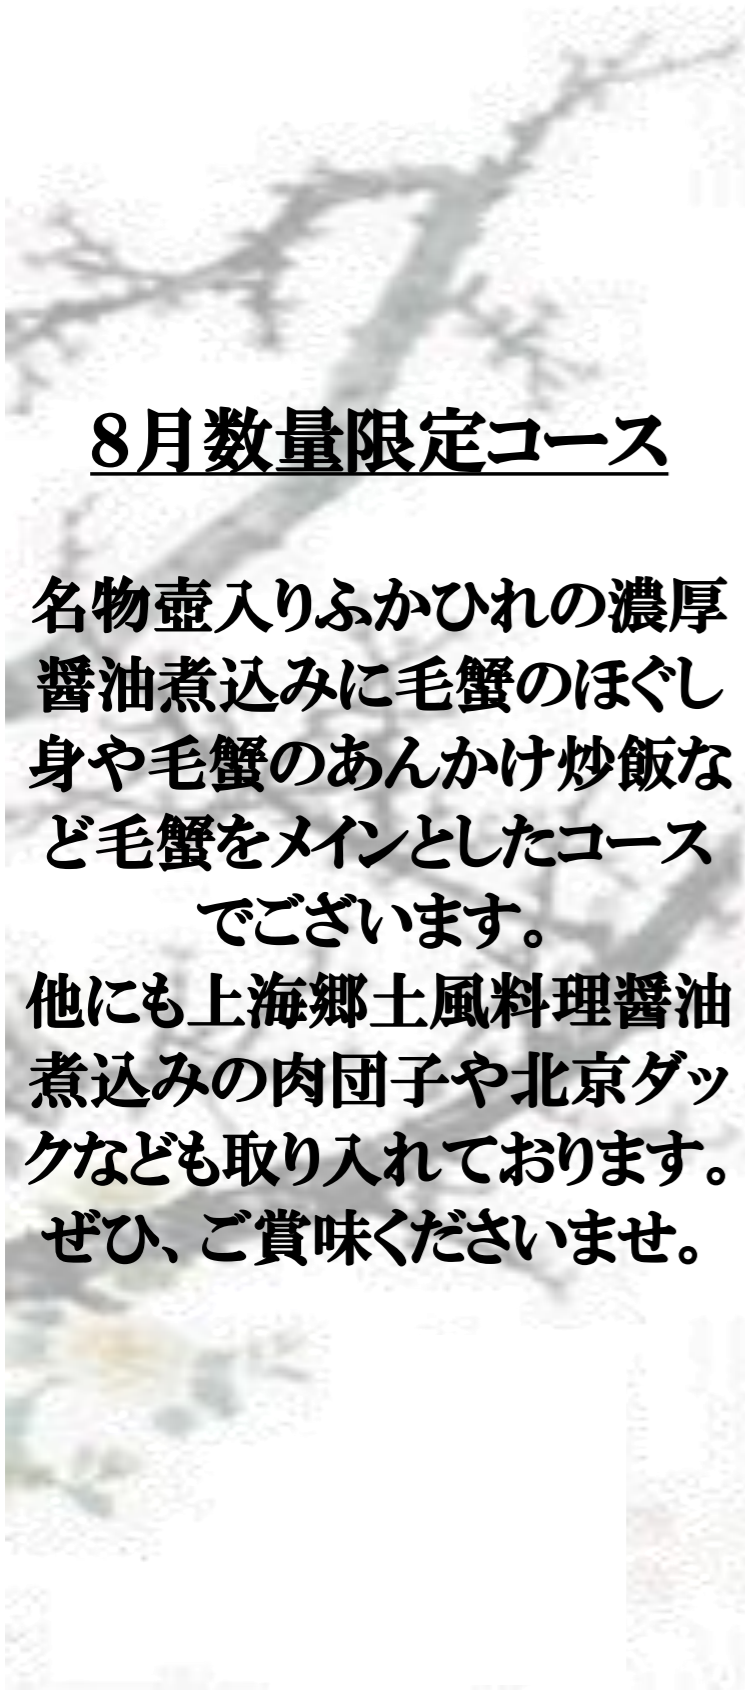 ８月数量限定コース
名物壺入りふかひれの濃厚
醤油煮込みに毛蟹のほぐし
身や毛蟹のあんかけ炒飯な
ど毛蟹をメインとしたコース
でございます。
他にも上海郷土風料理醤油
煮込みの肉団子や北京ダッ
クなども取り入れております。
ぜひ、ご賞味くださいませ。